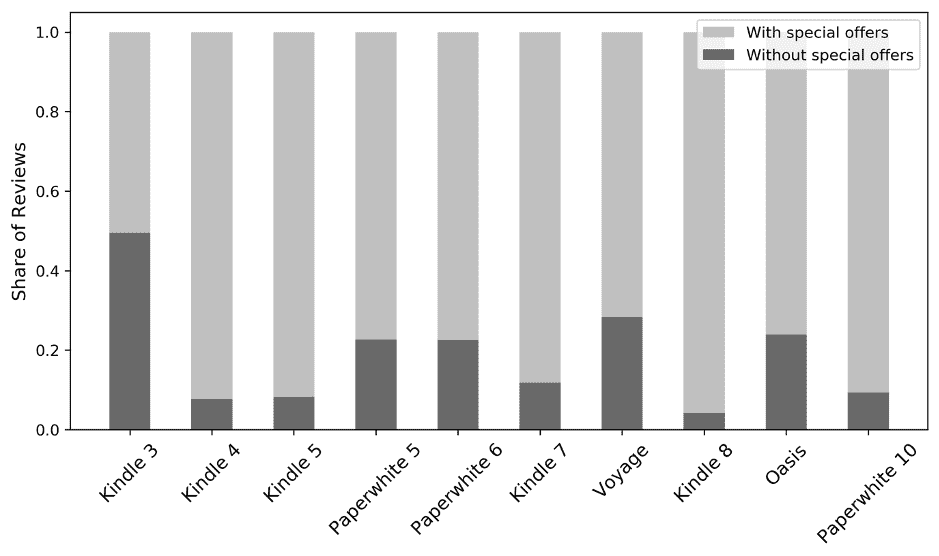 With special offers
Without special offers
Share of Reviews
1.0
0.8
0.6
0.4
0.2
0.0
Kindle 3
Kindle 4
Kindle 5
Paperwhite 5
Paperwhite 6
Kindle 7
Voyage
Kindle 8
Oasis
Paperwhite 10